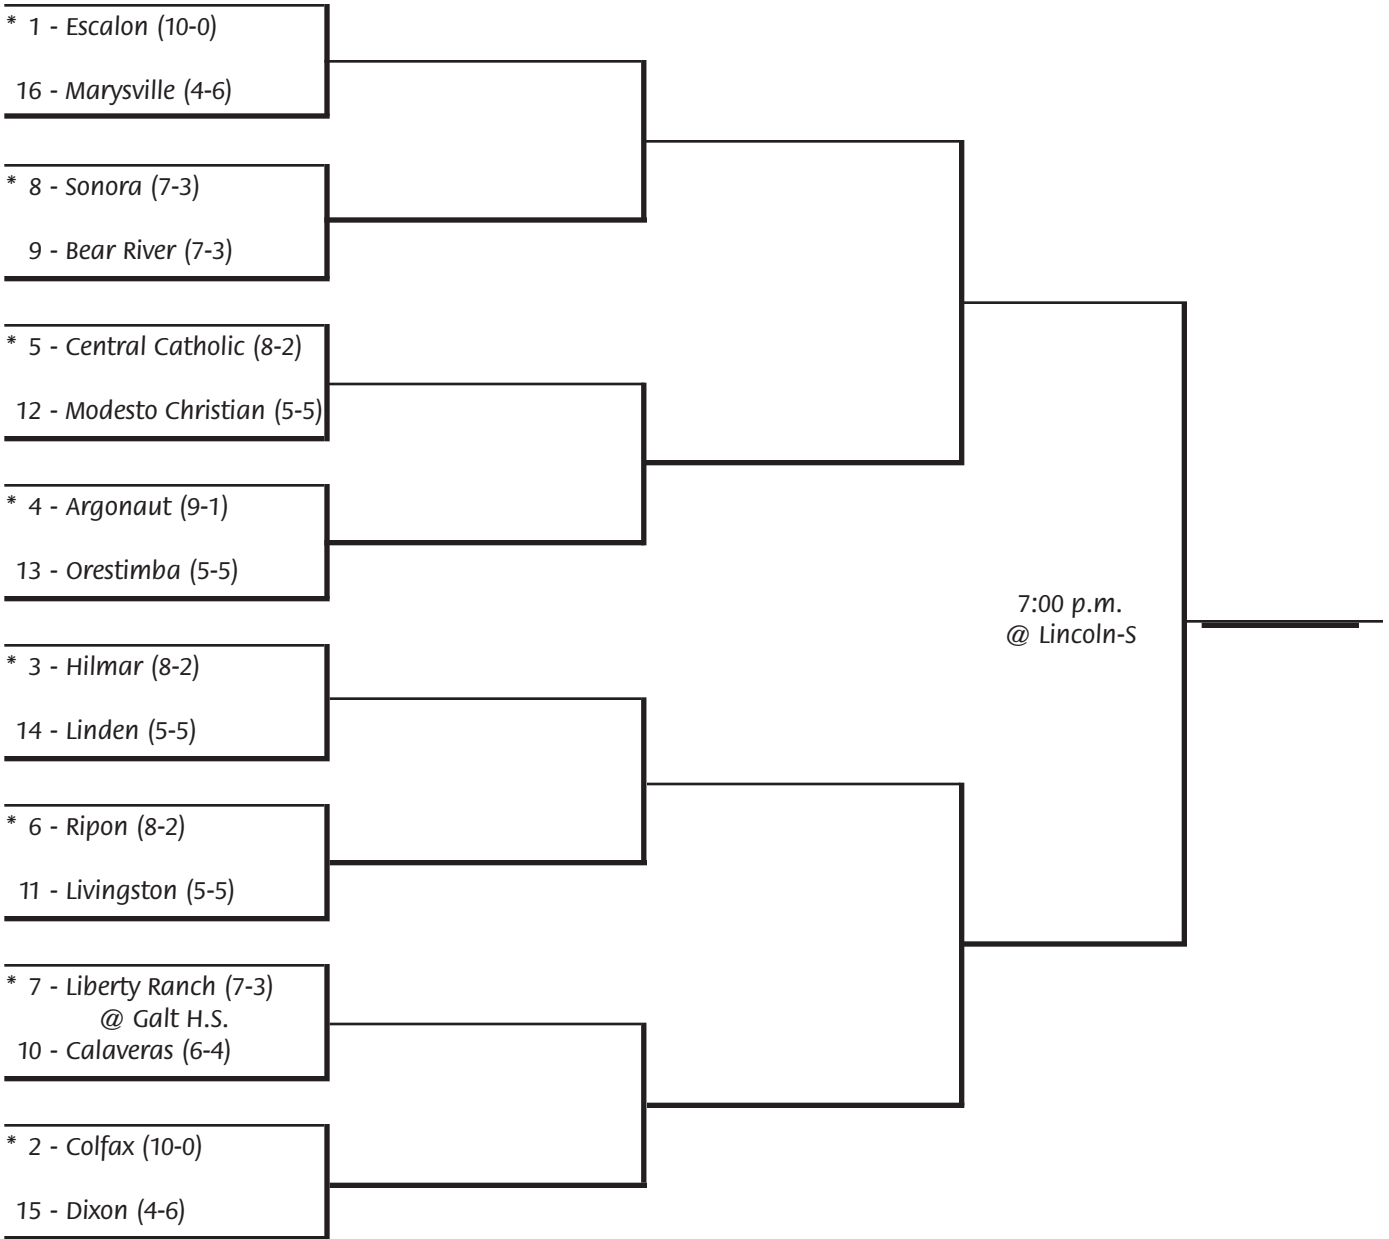 * 1 - Escalon (10-0)
16 - Marysville (4-6)
* 8 - Sonora (7-3)
9 - Bear River (7-3)
* 5 - Central Catholic (8-2)
12 - Modesto Christian (5-5)
* 4 - Argonaut (9-1)
13 - Orestimba (5-5)
7:00 p.m.
@ Lincoln-S
* 3 - Hilmar (8-2)
14 - Linden (5-5)
* 6 - Ripon (8-2)
11 - Livingston (5-5)
* 7 - Liberty Ranch (7-3)
@ Galt H.S.
10 - Calaveras (6-4)
* 2 - Colfax (10-0)
15 - Dixon (4-6)